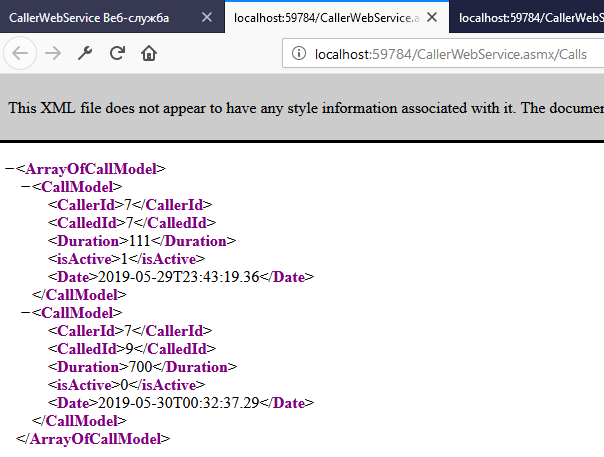 CallerWebService Веб-служба
localhost:59784/CallerWebService.a
localhost:59784/CallerWebS
localhost:59784/CallerWebService.asmx/Calls
This XML file does not appear to have any style information associated with it. The documen
−<ArrayOfCallModel>
−<CallModel>
<CallerId>7</CallerId>
<CalledId>7</CalledId>
<Duration>111</Duration>
<isActive>1</isActive>
<Date>2019-05-29T23:43:19.36</Date>
</CallModel>
−<CallModel>
<CallerId>7</CallerId>
<CalledId>9</CalledId>
<Duration>700</Duration>
<isActive>0</isActive>
<Date>2019-05-30T00:32:37.29</Date>
</CallModel>
</ArrayOfCallModel>